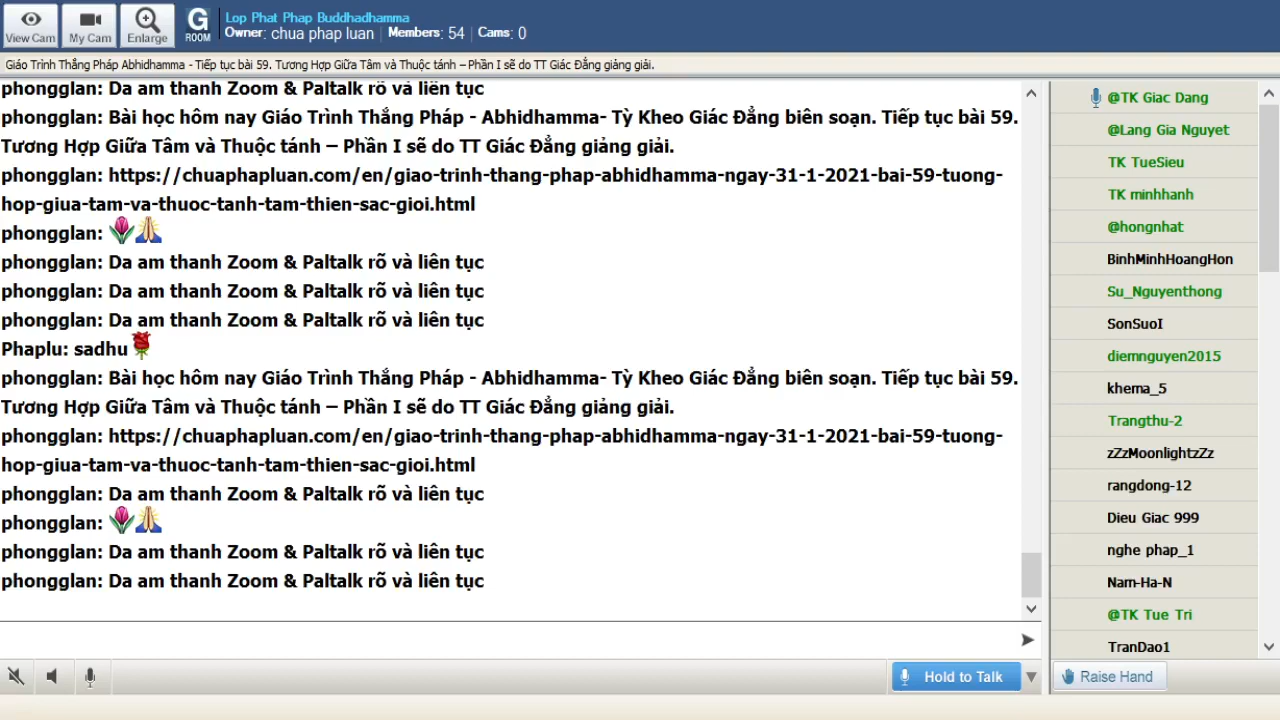 View Cam
My Cam
Enlarge
G
ROOM
Lop Phat Phap Buddhadhamma
Owner: chua phap luan | Members: 54 | Cams: 0
Giáo Trình Thắng Pháp Abhidhamma - Tiếp tục bài 59. Tương Hợp Giữa Tâm và Thuộc tánh – Phần I sẽ do TT Giác Đẳng giảng giải.
phongglan: Da am thanh Zoom & Paltalk rõ và liên tục
phongglan: Bài học hôm nay Giáo Trình Thắng Pháp - Abhidhamma- Tỳ Kheo Giác Đẳng biên soạn. Tiếp tục bài 59.
Tương Hợp Giữa Tâm và Thuộc tánh – Phần I sẽ do TT Giác Đẳng giảng giải.
phongglan: https://chuaphapluan.com/en/giao-trinh-thang-phap-abhidhamma-ngay-31-1-2021-bai-59-tuong-
hop-giua-tam-va-thuoc-tanh-tam-thien-sac-gioi.html
phongglan:
phongglan: Da am thanh Zoom & Paltalk rõ và liên tục
phongglan: Da am thanh Zoom & Paltalk rõ và liên tục
phongglan: Da am thanh Zoom & Paltalk rõ và liên tục
Phaplu: sadhu
phongglan: Bài học hôm nay Giáo Trình Thắng Pháp - Abhidhamma- Tỳ Kheo Giác Đẳng biên soạn. Tiếp tục bài 59.
Tương Hợp Giữa Tâm và Thuộc tánh – Phần I sẽ do TT Giác Đẳng giảng giải.
phongglan: https://chuaphapluan.com/en/giao-trinh-thang-phap-abhidhamma-ngay-31-1-2021-bai-59-tuong-
hop-giua-tam-va-thuoc-tanh-tam-thien-sac-gioi.html
phongglan: Da am thanh Zoom & Paltalk rõ và liên tục
phongglan:
phongglan: Da am thanh Zoom & Paltalk rõ và liên tục
phongglan: Da am thanh Zoom & Paltalk rõ và liên tục
@TK Giac Dang
@Lang Gia Nguyet
TK TueSieu
TK minhhanh
@hongnhat
BinhMinhHoangHon
Su_Nguyenthong
SonSuoI
diemnguyen2015
khema_5
Trangthu-2
zZzMoonlightzZz
rangdong-12
Dieu Giac 999
nghe phap_1
Nam-Ha-N
@TK Tue Tri
TranDao1
Hold to Talk
Raise Hand